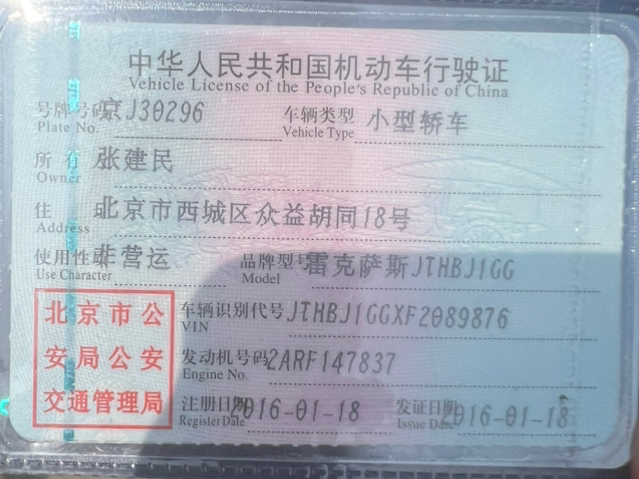 中华人民共和国机动车行驶证
Vehicle License of the People's Republic of China
号牌号码 京J30296 车辆类型 小型轿车
Plate No. Vehicle Type
所有人 张建民
Owner
住 址 北京市西城区众益胡同18号
Address
使用性质 非营运 品牌型号 雷克萨斯JTHBJ1GG
Use Character Model
北京市公
安局公安
交通管理局
车辆识别代号 JTHBJ1GGXF2089876
VIN
发动机号码 2ARF147837
Engine No.
注册日期 2016-01-18 发证日期 2016-01-18
Register Date Issue Date